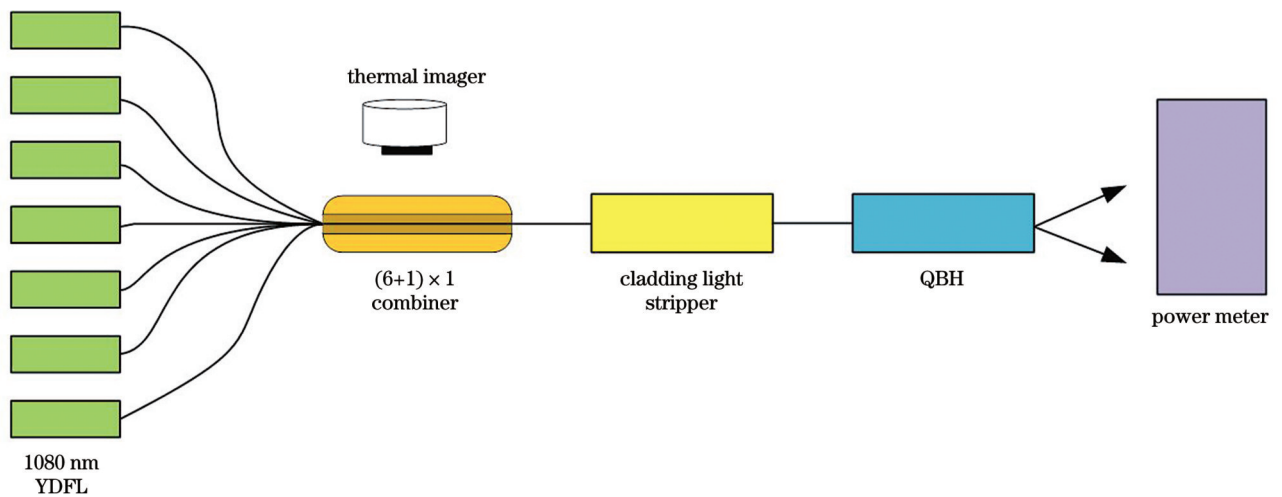 thermal imager
(6+1) × 1
combiner
cladding light
stripper
QBH
power meter
1080 nm
YDFL